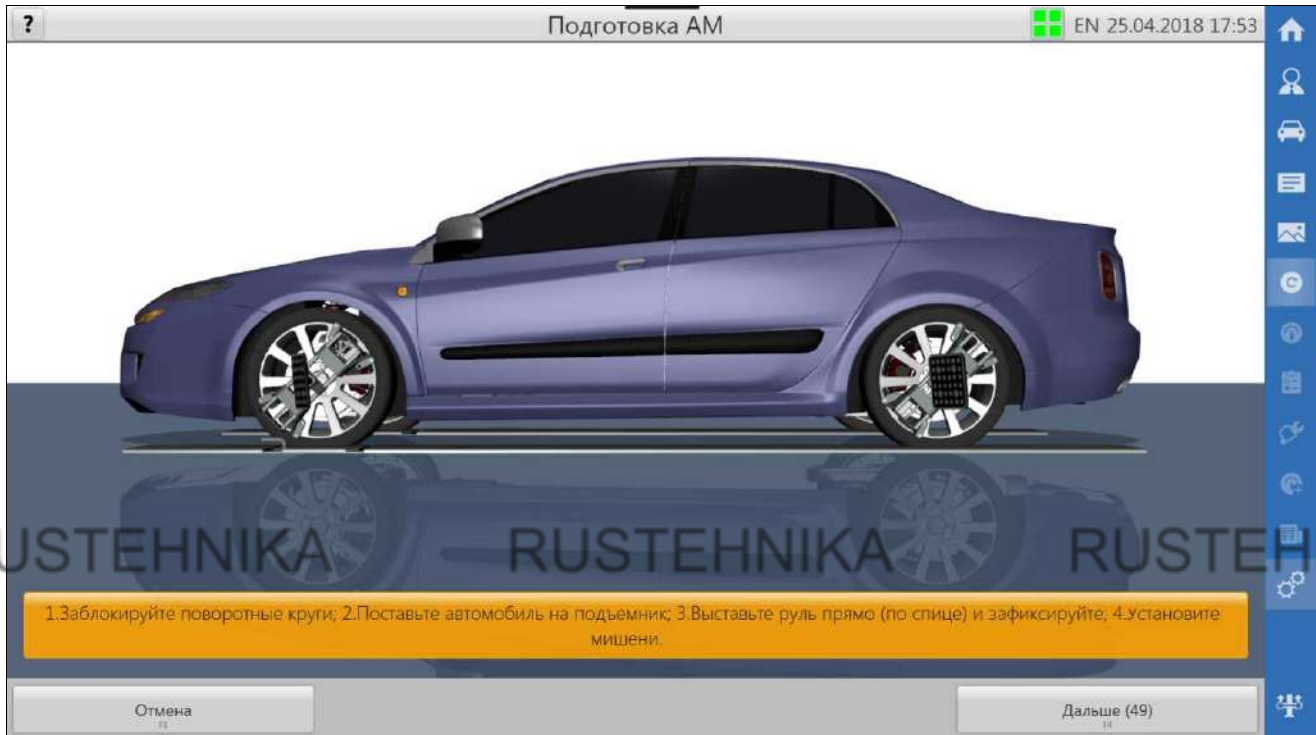 ?
Подготовка АМ
EN 25.04.2018 17:53
USTEHNIKA RUSTEHNIKA RUSTEH
1.Заблокируйте поворотные круги; 2.Поставьте автомобиль на подъемник; 3.Выставьте руль прямо (по спице) и зафиксируйте; 4.Установите
мишени.
Отмена
Дальше (49)